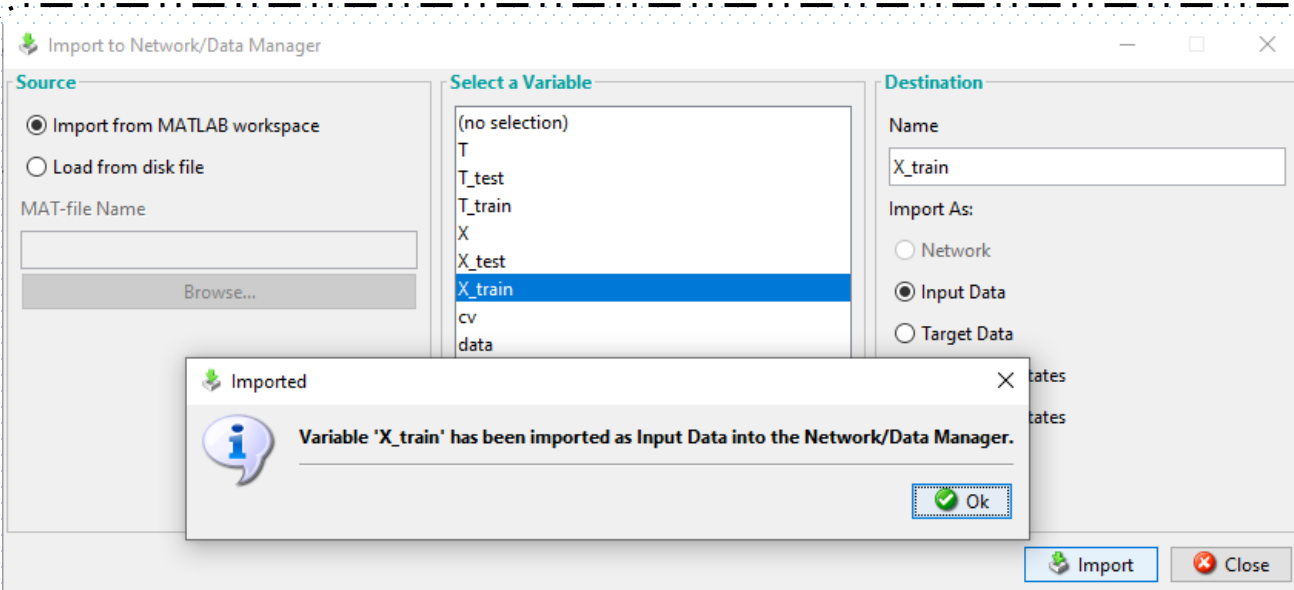 Import to Network/Data Manager
Source
Import from MATLAB workspace
Load from disk file
MAT-file Name
Browse...
Select a Variable
(no selection)
T
T_test
T_train
X
X_test
X_train
cv
data
Destination
Name
X_train
Import As:
Network
Input Data
Target Data
tates
tates
Imported
Variable 'X_train' has been imported as Input Data into the Network/Data Manager.
Ok
Import
Close